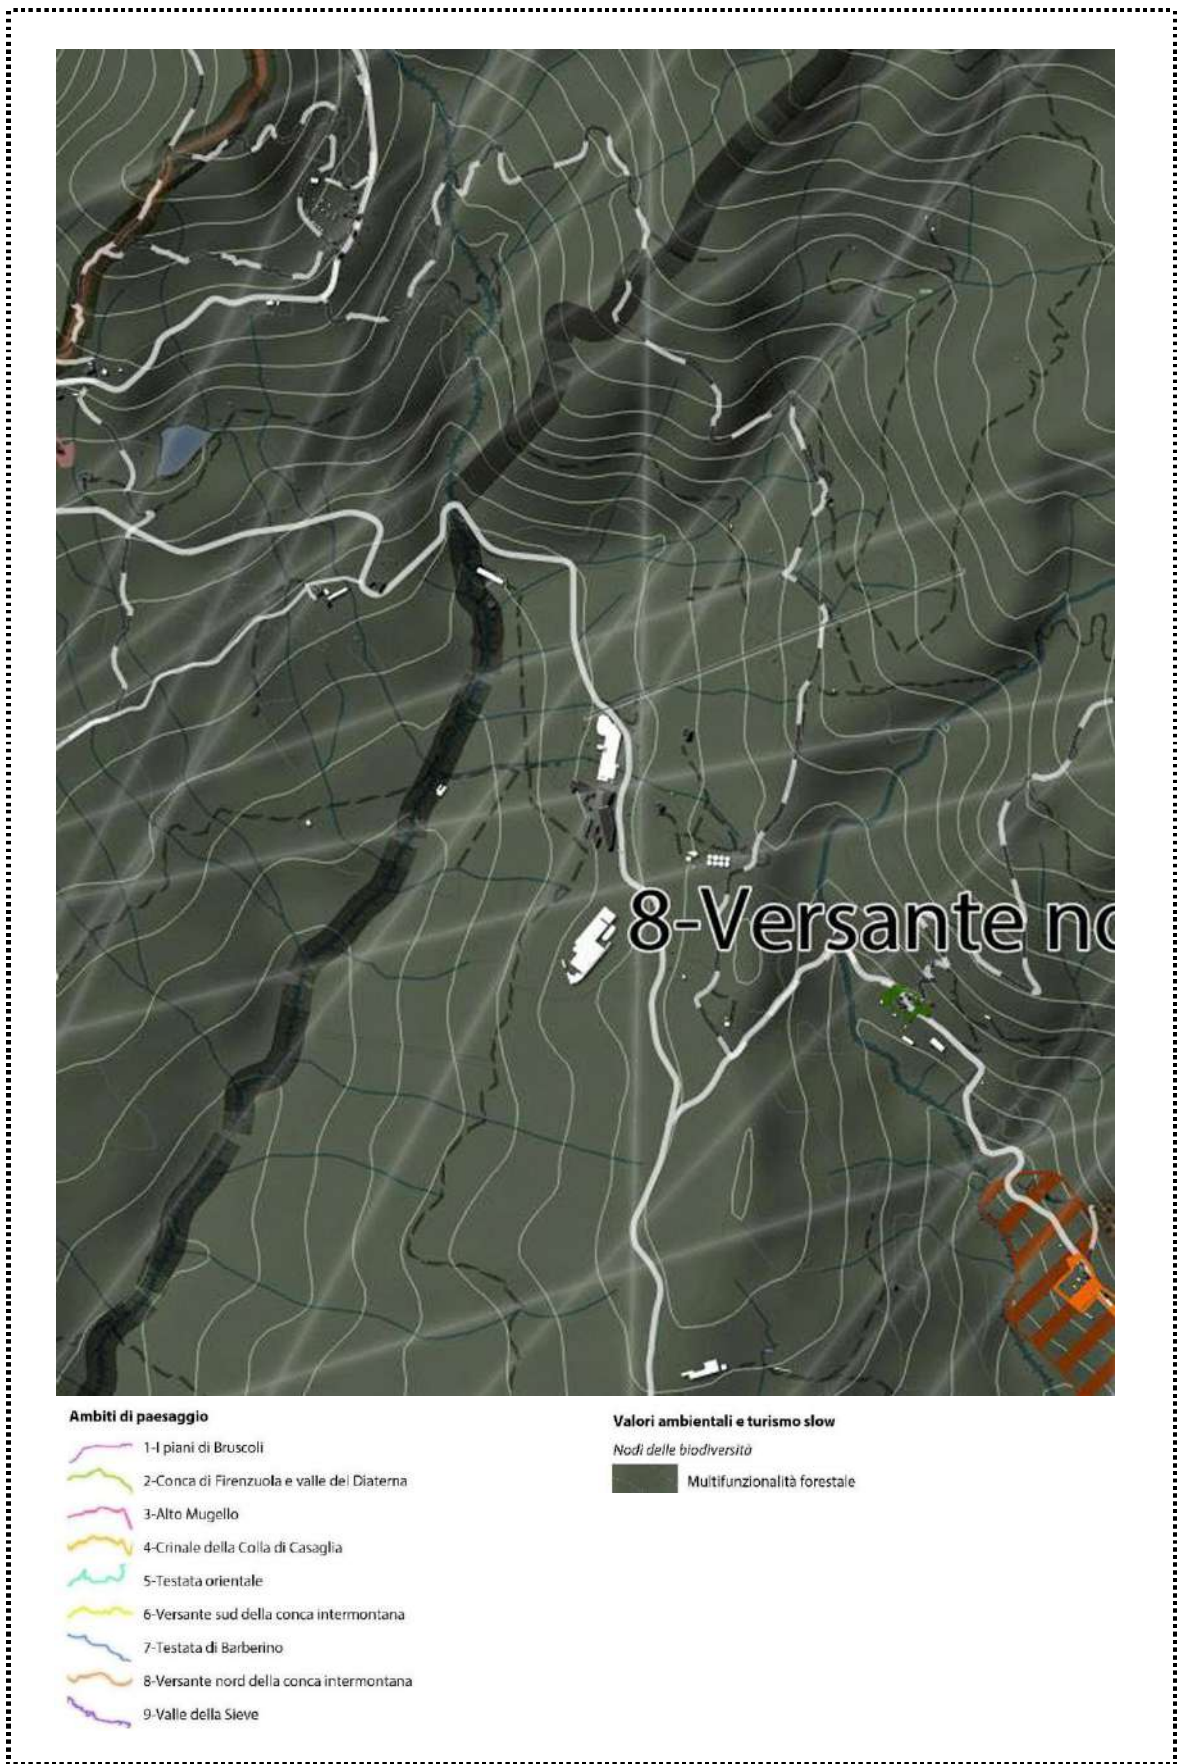 8-Versante no
Ambiti di paesaggio
1-I piani di Bruscoli
2-Conca di Firenzuola e valle del Diaterna
3-Alto Mugello
4-Crinale della Colla di Casaglia
5-Testata orientale
6-Versante sud della conca intermontana
7-Testata di Barberino
8-Versante nord della conca intermontana
9-Valle della Sieve
Valori ambientali e turismo slow
Nodi delle biodiversità
Multifunzionalità forestale